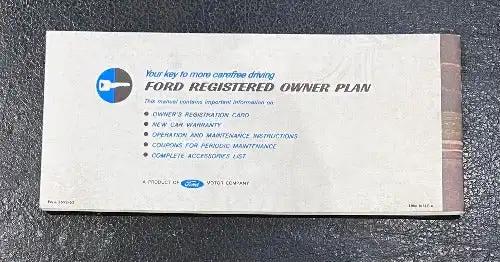 Your key to more carefree driving
FORD REGISTERED OWNER PLAN
This manual contains important information on:
• OWNER'S REGISTRATION CARD
• NEW CAR WARRANTY
• OPERATION AND MAINTENANCE INSTRUCTIONS
• COUPONS FOR PERIODIC MAINTENANCE
• COMPLETE ACCESSORIES LIST
A PRODUCT OF Ford MOTOR COMPANY